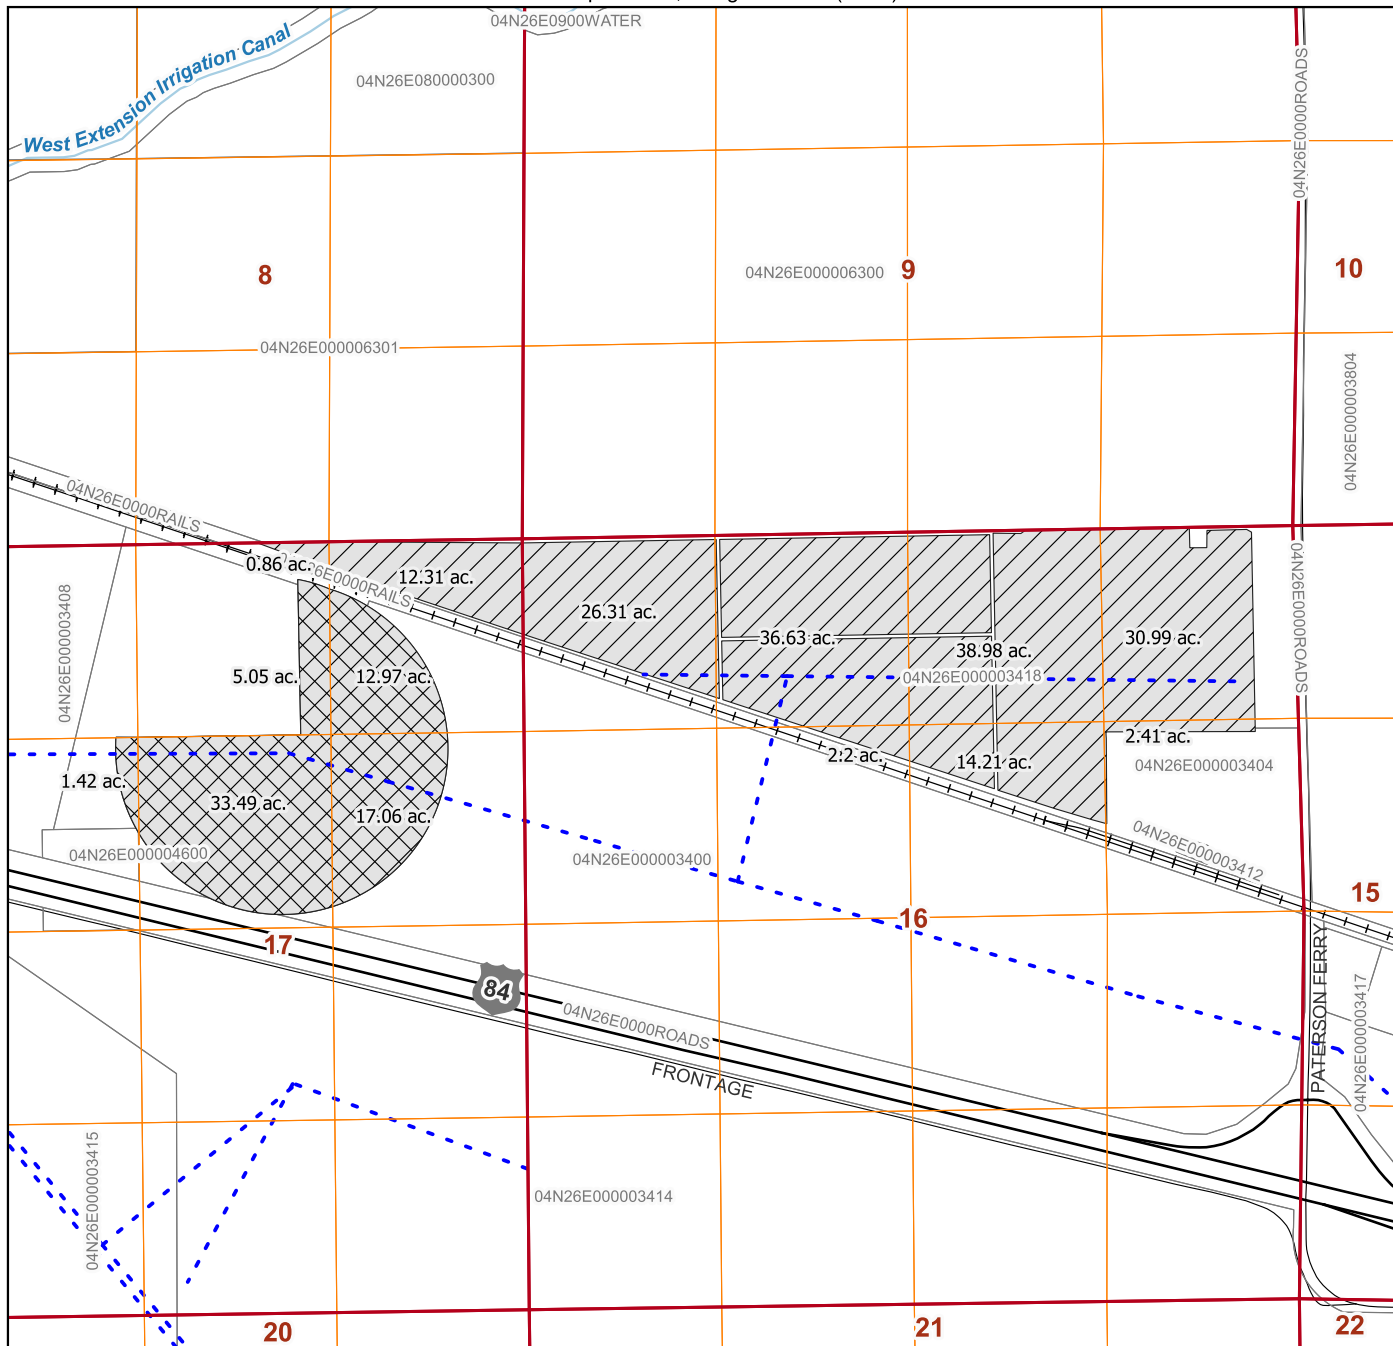 04N26E0900WATER
West Extension Irrigation Canal
04N26E080000300
04N26E0000ROADS
8
04N26E000006300
9
10
04N26E000006301
04N26E000003804
04N26E0000RAILS
0.86 ac.
26E0000RAILS
12.31 ac.
26.31 ac.
36.63 ac.
38.98 ac.
30.99 ac.
04N26E0000ROADS
04N26E000003408
5.05 ac.
12.97 ac.
04N26E000003418
2.2 ac.
14.21 ac.
2.41 ac.
04N26E000003404
1.42 ac.
33.49 ac.
17.06 ac.
04N26E000004600
04N26E000003400
04N26E000003412
15
16
17
84
04N26E0000ROADS
FRONTAGE
PATERSON FERRY
04N26E000003417
04N26E000003415
04N26E000003414
20
21
22